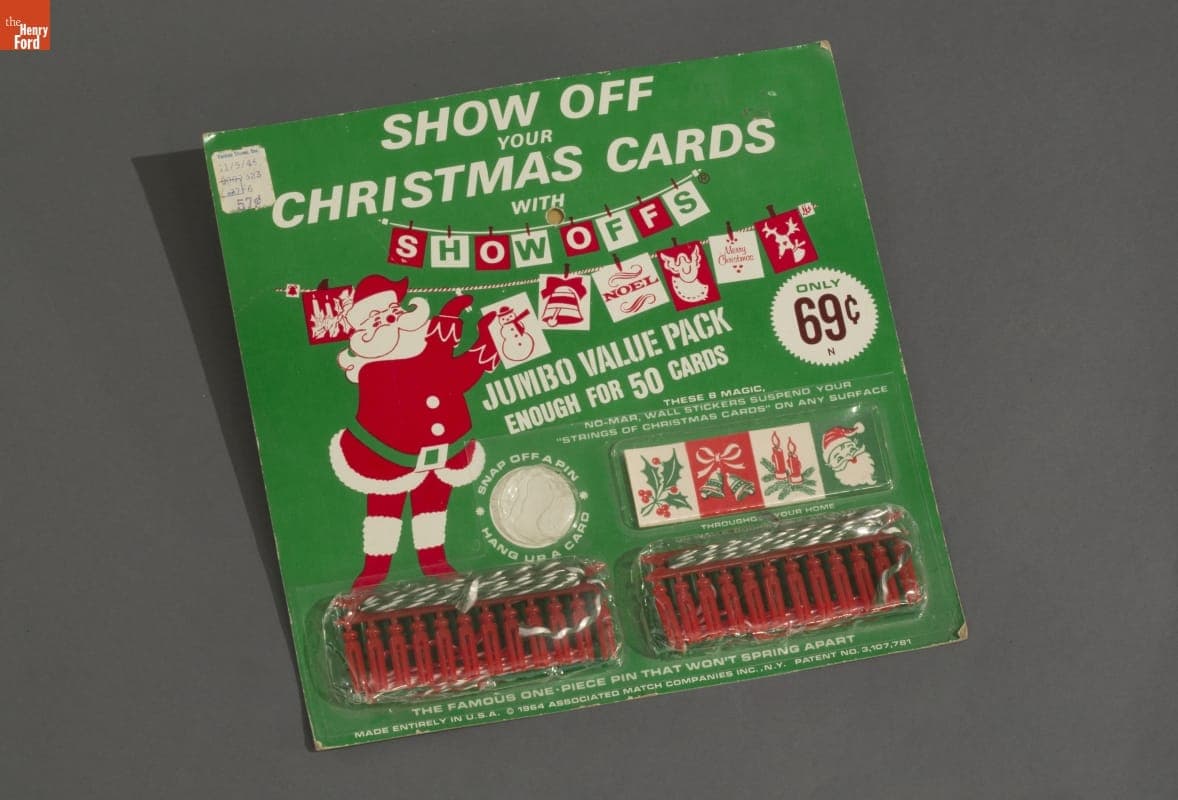 the
Henry
Ford
57¢
SHOW OFF
YOUR
CHRISTMAS CARDS
WITH
SHOWOFFS®
NOEL
Merry
Christmas
ONLY
69¢
N
JUMBO VALUE PACK
ENOUGH FOR 50 CARDS
THESE 8 MAGIC,
NO-MAR, WALL STICKERS SUSPEND YOUR
"STRINGS OF CHRISTMAS CARDS" ON ANY SURFACE
THROUGHO YOUR HOME
SNAP OFF A PIN
HANG UP A CARD
THE FAMOUS ONE-PIECE PIN THAT WON'T SPRING APART
MADE ENTIRELY IN U.S.A. © 1964 ASSOCIATED MATCH COMPANIES INC., N.Y. PATENT NO. 3,107,791